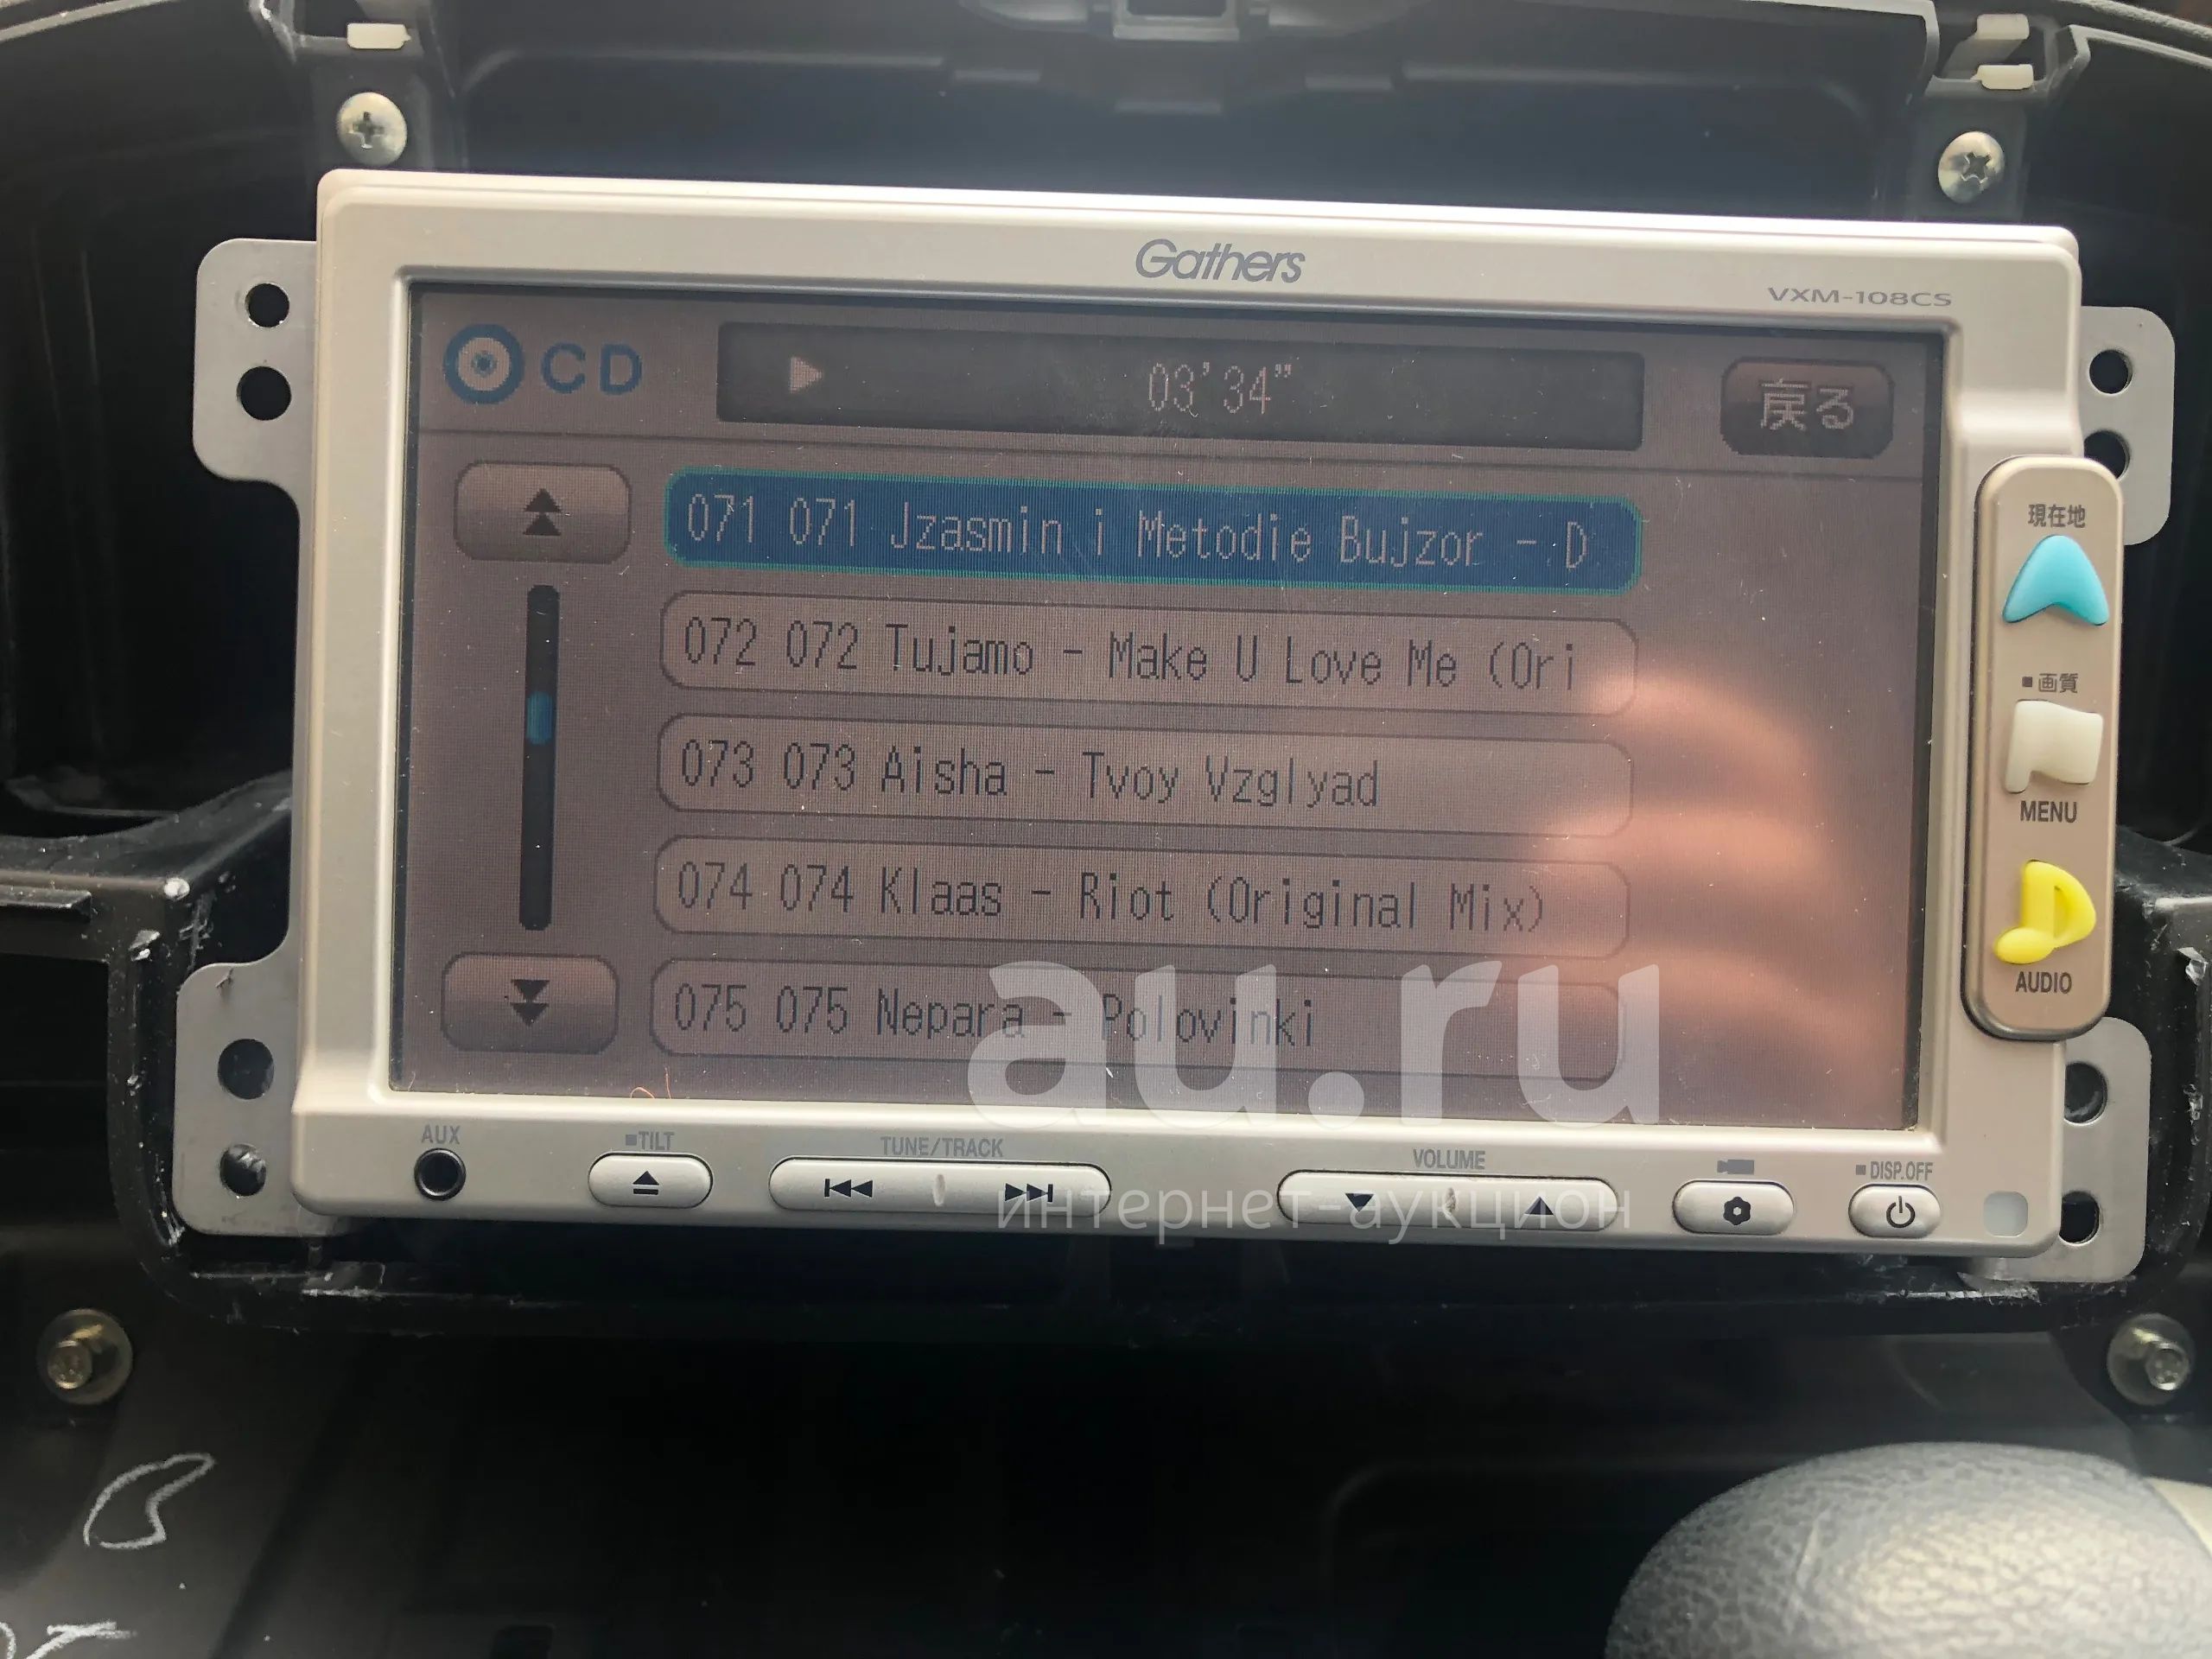 Gathers
VXM-108CS
CD
03'34"
戻る
071 071 Jzasmin i Metodie Bujzor - D
072 072 Tujamo - Make U Love Me (Ori
073 073 Aisha - Tvoy Vzglyad
074 074 Klaas - Riot (Original Mix)
075 075 Nepara - Polovinki
現在地
画質
MENU
AUDIO
au.ru
интернет-аукцион
AUX
TILT
TUNE/TRACK
VOLUME
DISP.OFF